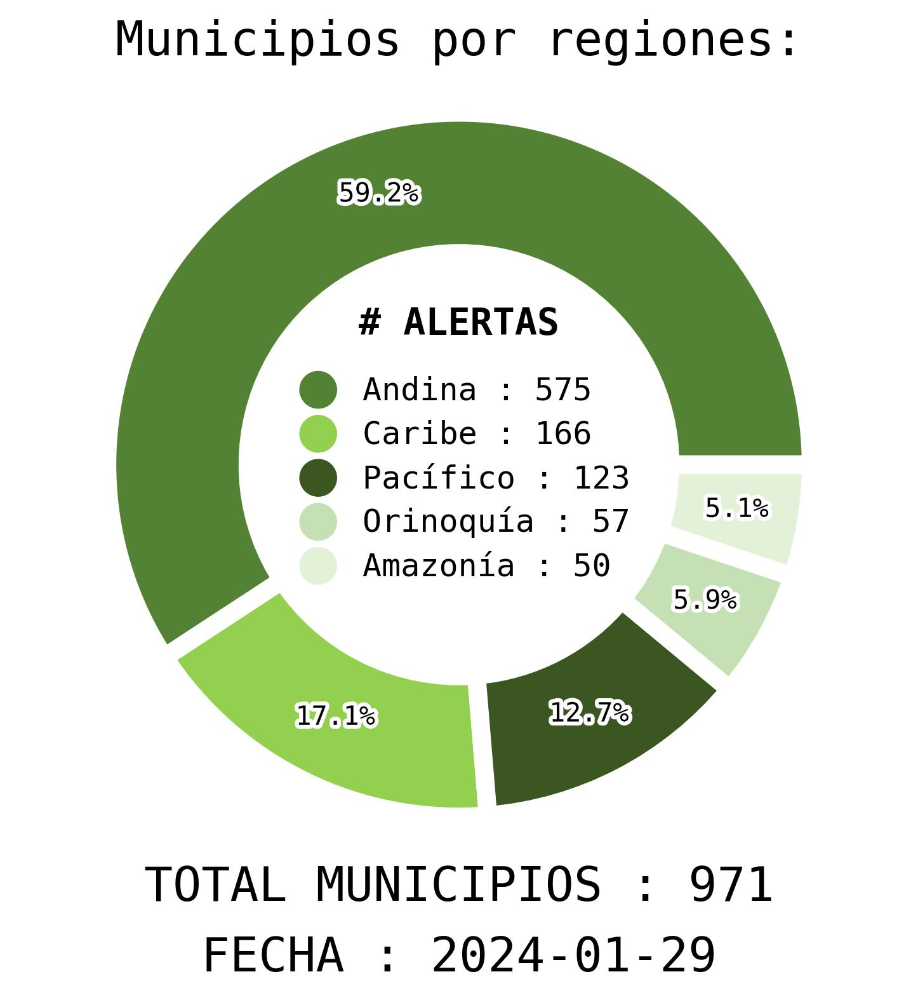 Municipios por regiones:
59.2%
# ALERTAS
Andina : 575
Caribe : 166
Pacífico : 123
Orinoquía : 57
Amazonía : 50
5.1%
5.9%
12.7%
17.1%
TOTAL MUNICIPIOS : 971
FECHA : 2024-01-29